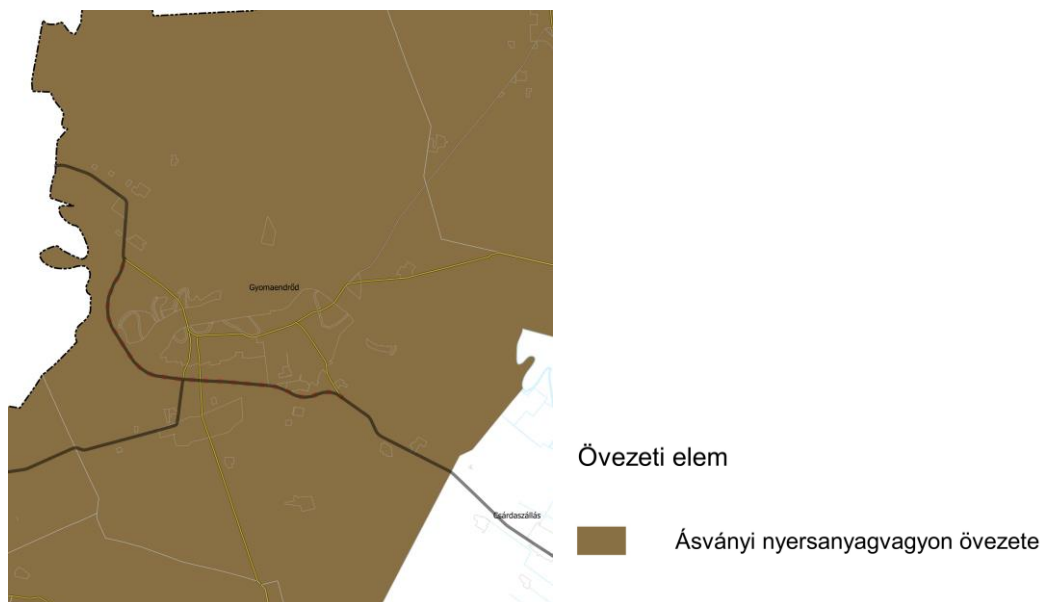 Gyomaendrőd
Övezeti elem
Csárdaszállás
Ásványi nyersanyagvagyon övezete